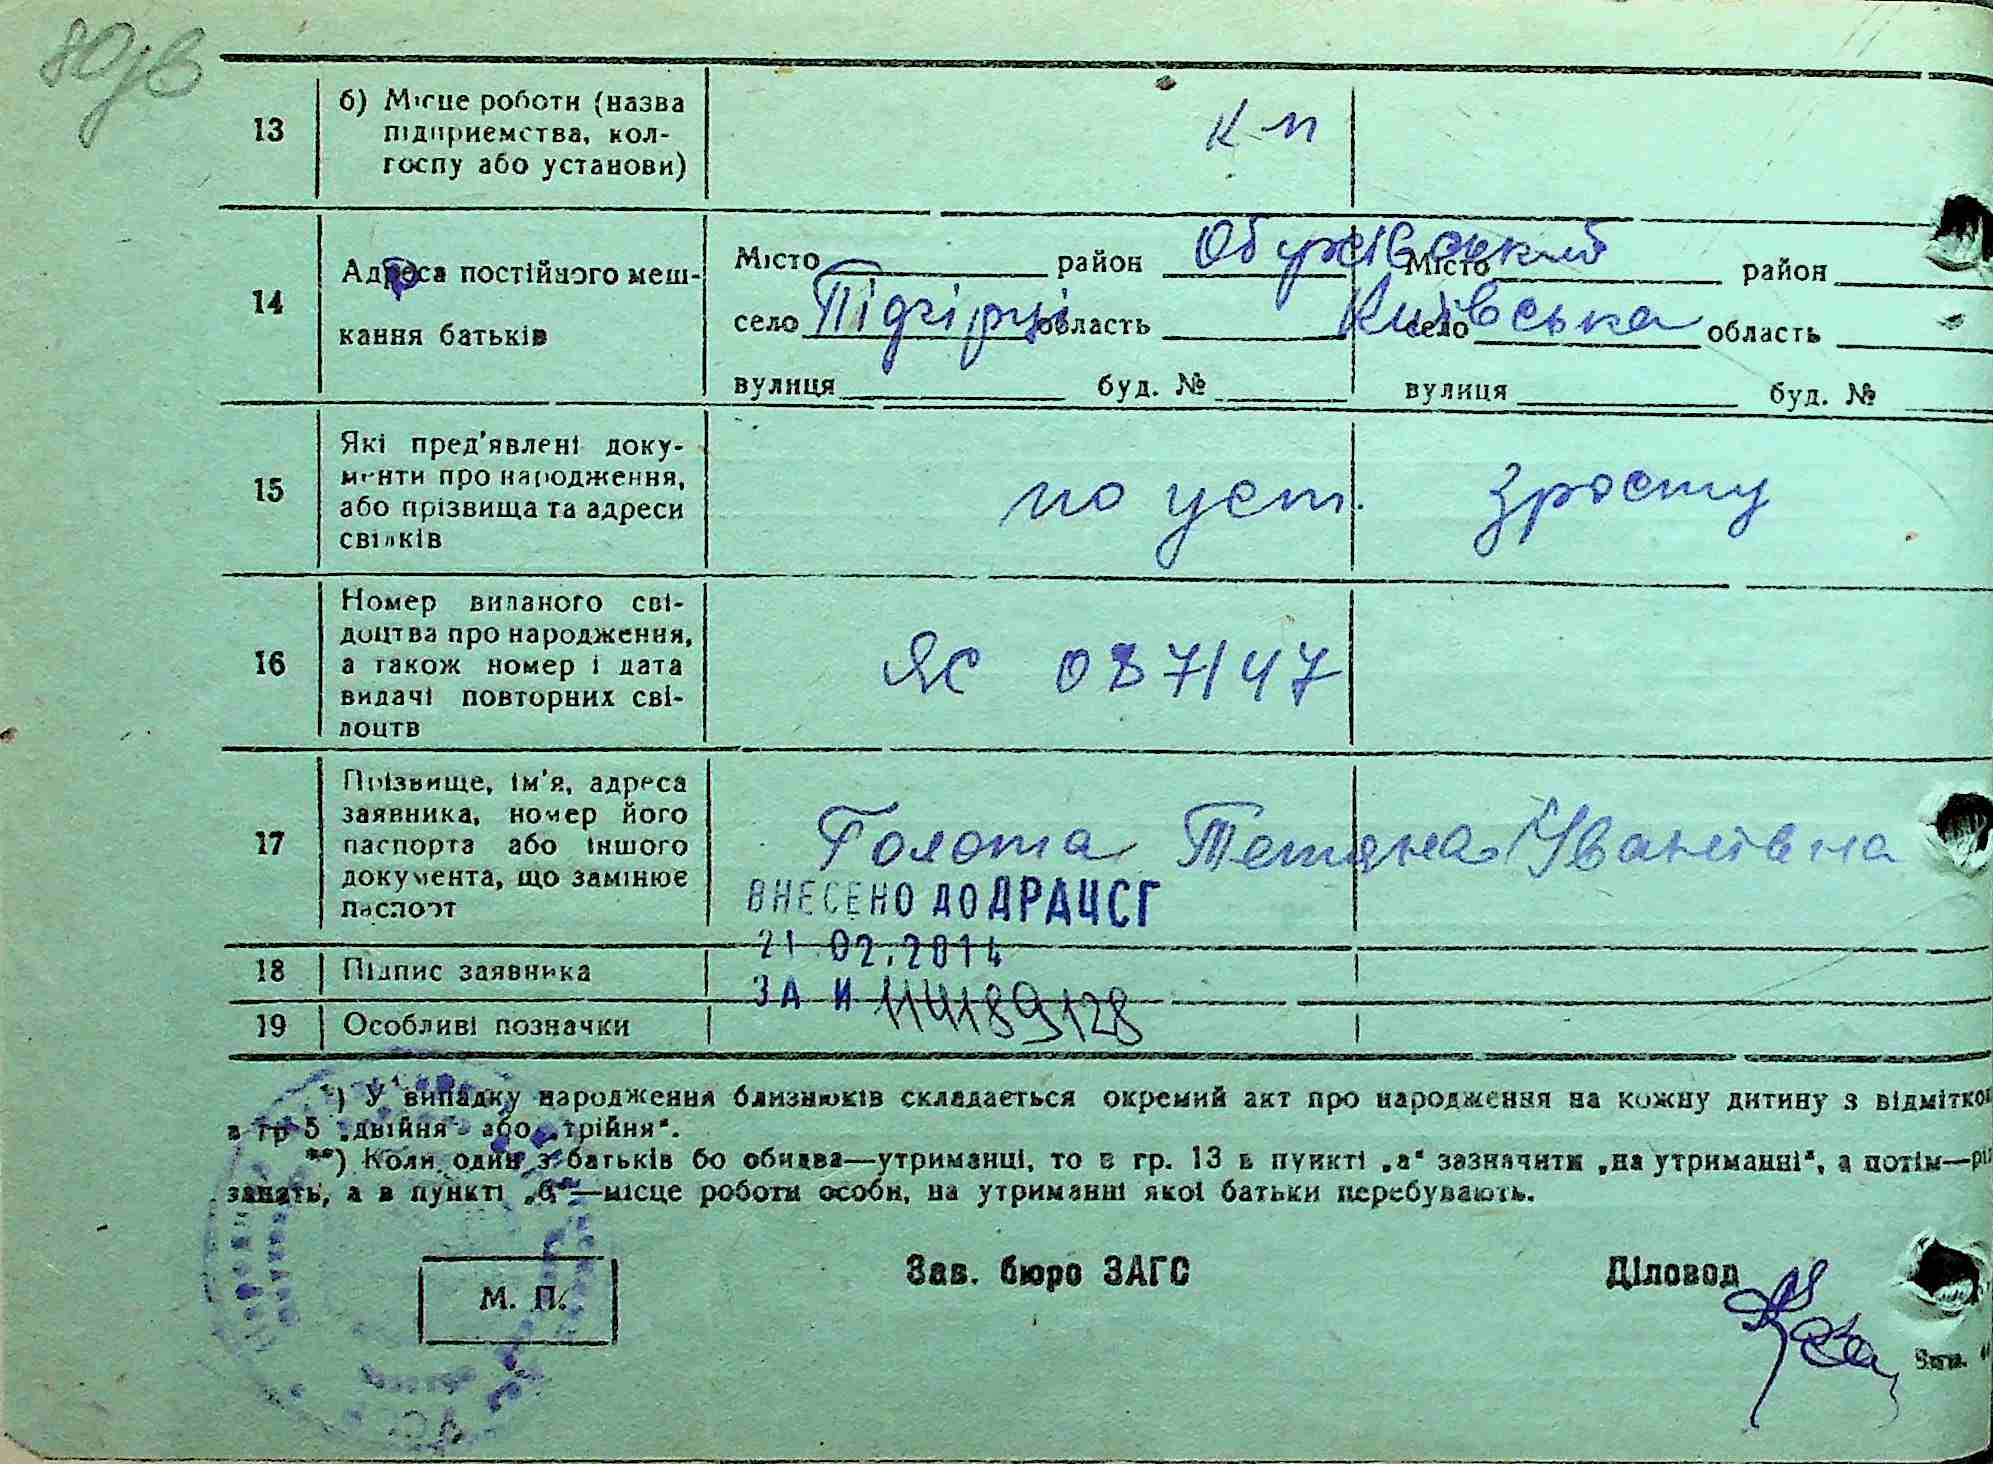 80 јв
13
б) Місце роботи (назва
підприемства, кол-
госпу або установи)
к-п
14
Адреса постійного меш-
кання батьків
Місто район Обухівський
село Підгірці область Київська
вулиця буд. №
Місто район
село область
вулиця буд. №
15
Які пред'явлені доку-
менти про народження,
або прізвища та адреси
свідків
по уст. зросту
16
Номер виданого сві-
доцтва про народження,
а також номер і дата
видачі повторних сві-
доцтв
ЯС 037147
17
Прізвище, ім'я, адреса
заявника, номер його
паспорта або іншого
документа, що замінює
паспорт
Голота Тетяна Іванівна
ВНЕСЕНО ДО ДРАЦСГ
21.02.2014
ЗА № 114189128
18
Підпис заявника
19
Особливі позначки
*) У випадку народження близнюків складається окремий акт про народження на кожну дитину з відміткою
в гр 5 „двійня" або „трійня".
**) Коли один з батьків бо обидва—утриманці, то в гр. 13 в пункті „а" зазначити „на утриманні", а потім—рід
занять, а в пункті „б"—місце роботи особи, на утриманні якої батьки перебувають.
М. П.
Зав. бюро ЗАГС
Діловод